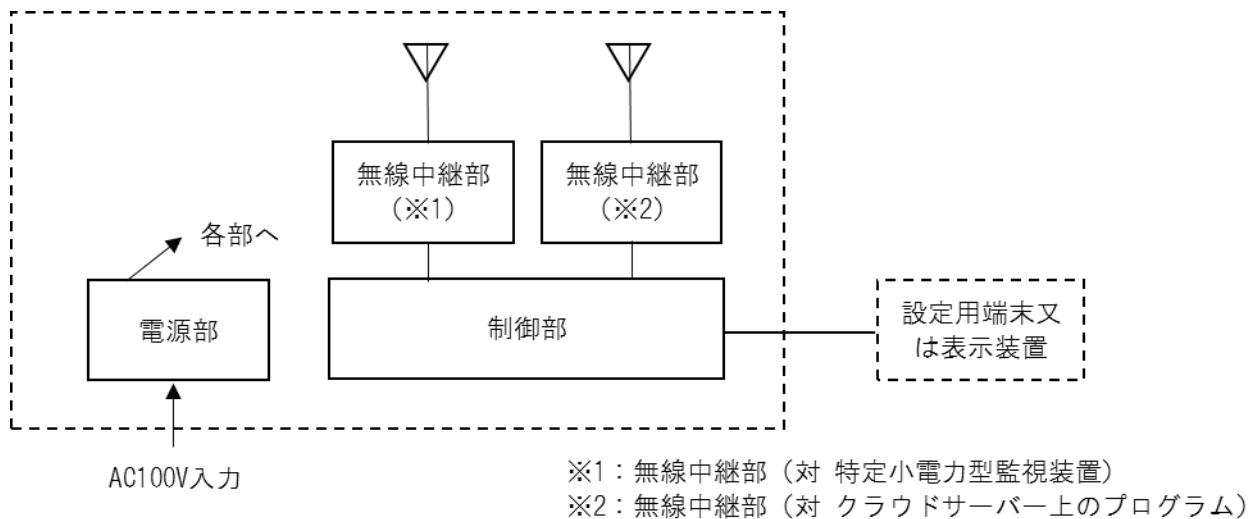 無線中継部
(※1)
無線中継部
(※2)
各部へ
電源部
制御部
設定用端末又
は表示装置
AC100V入力
※1：無線中継部（対 特定小電力型監視装置）
※2：無線中継部（対 クラウドサーバー上のプログラム）